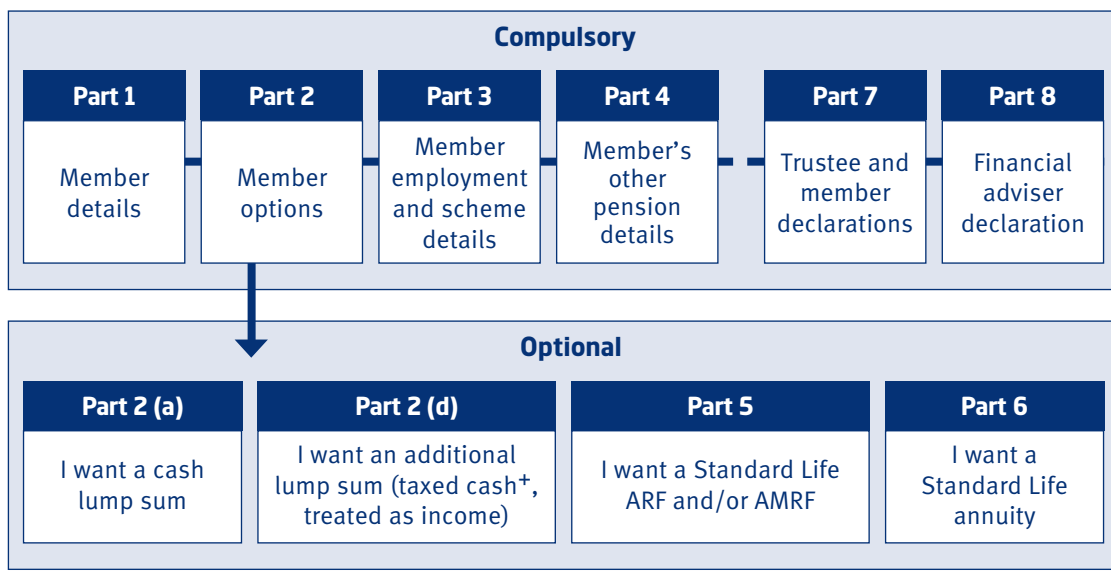 Compulsory
Part 1
Member
details
Part 2
Member
options
Part 3
Member
employment
and scheme
details
Part 4
Member’s
other
pension
details
Part 7
Trustee and
member
declarations
Part 8
Financial
adviser
declaration
Optional
Part 2 (a)
I want a cash
lump sum
Part 2 (d)
I want an additional
lump sum (taxed cash⁺,
treated as income)
Part 5
I want a Standard Life
ARF and/or AMRF
Part 6
I want a
Standard Life
annuity